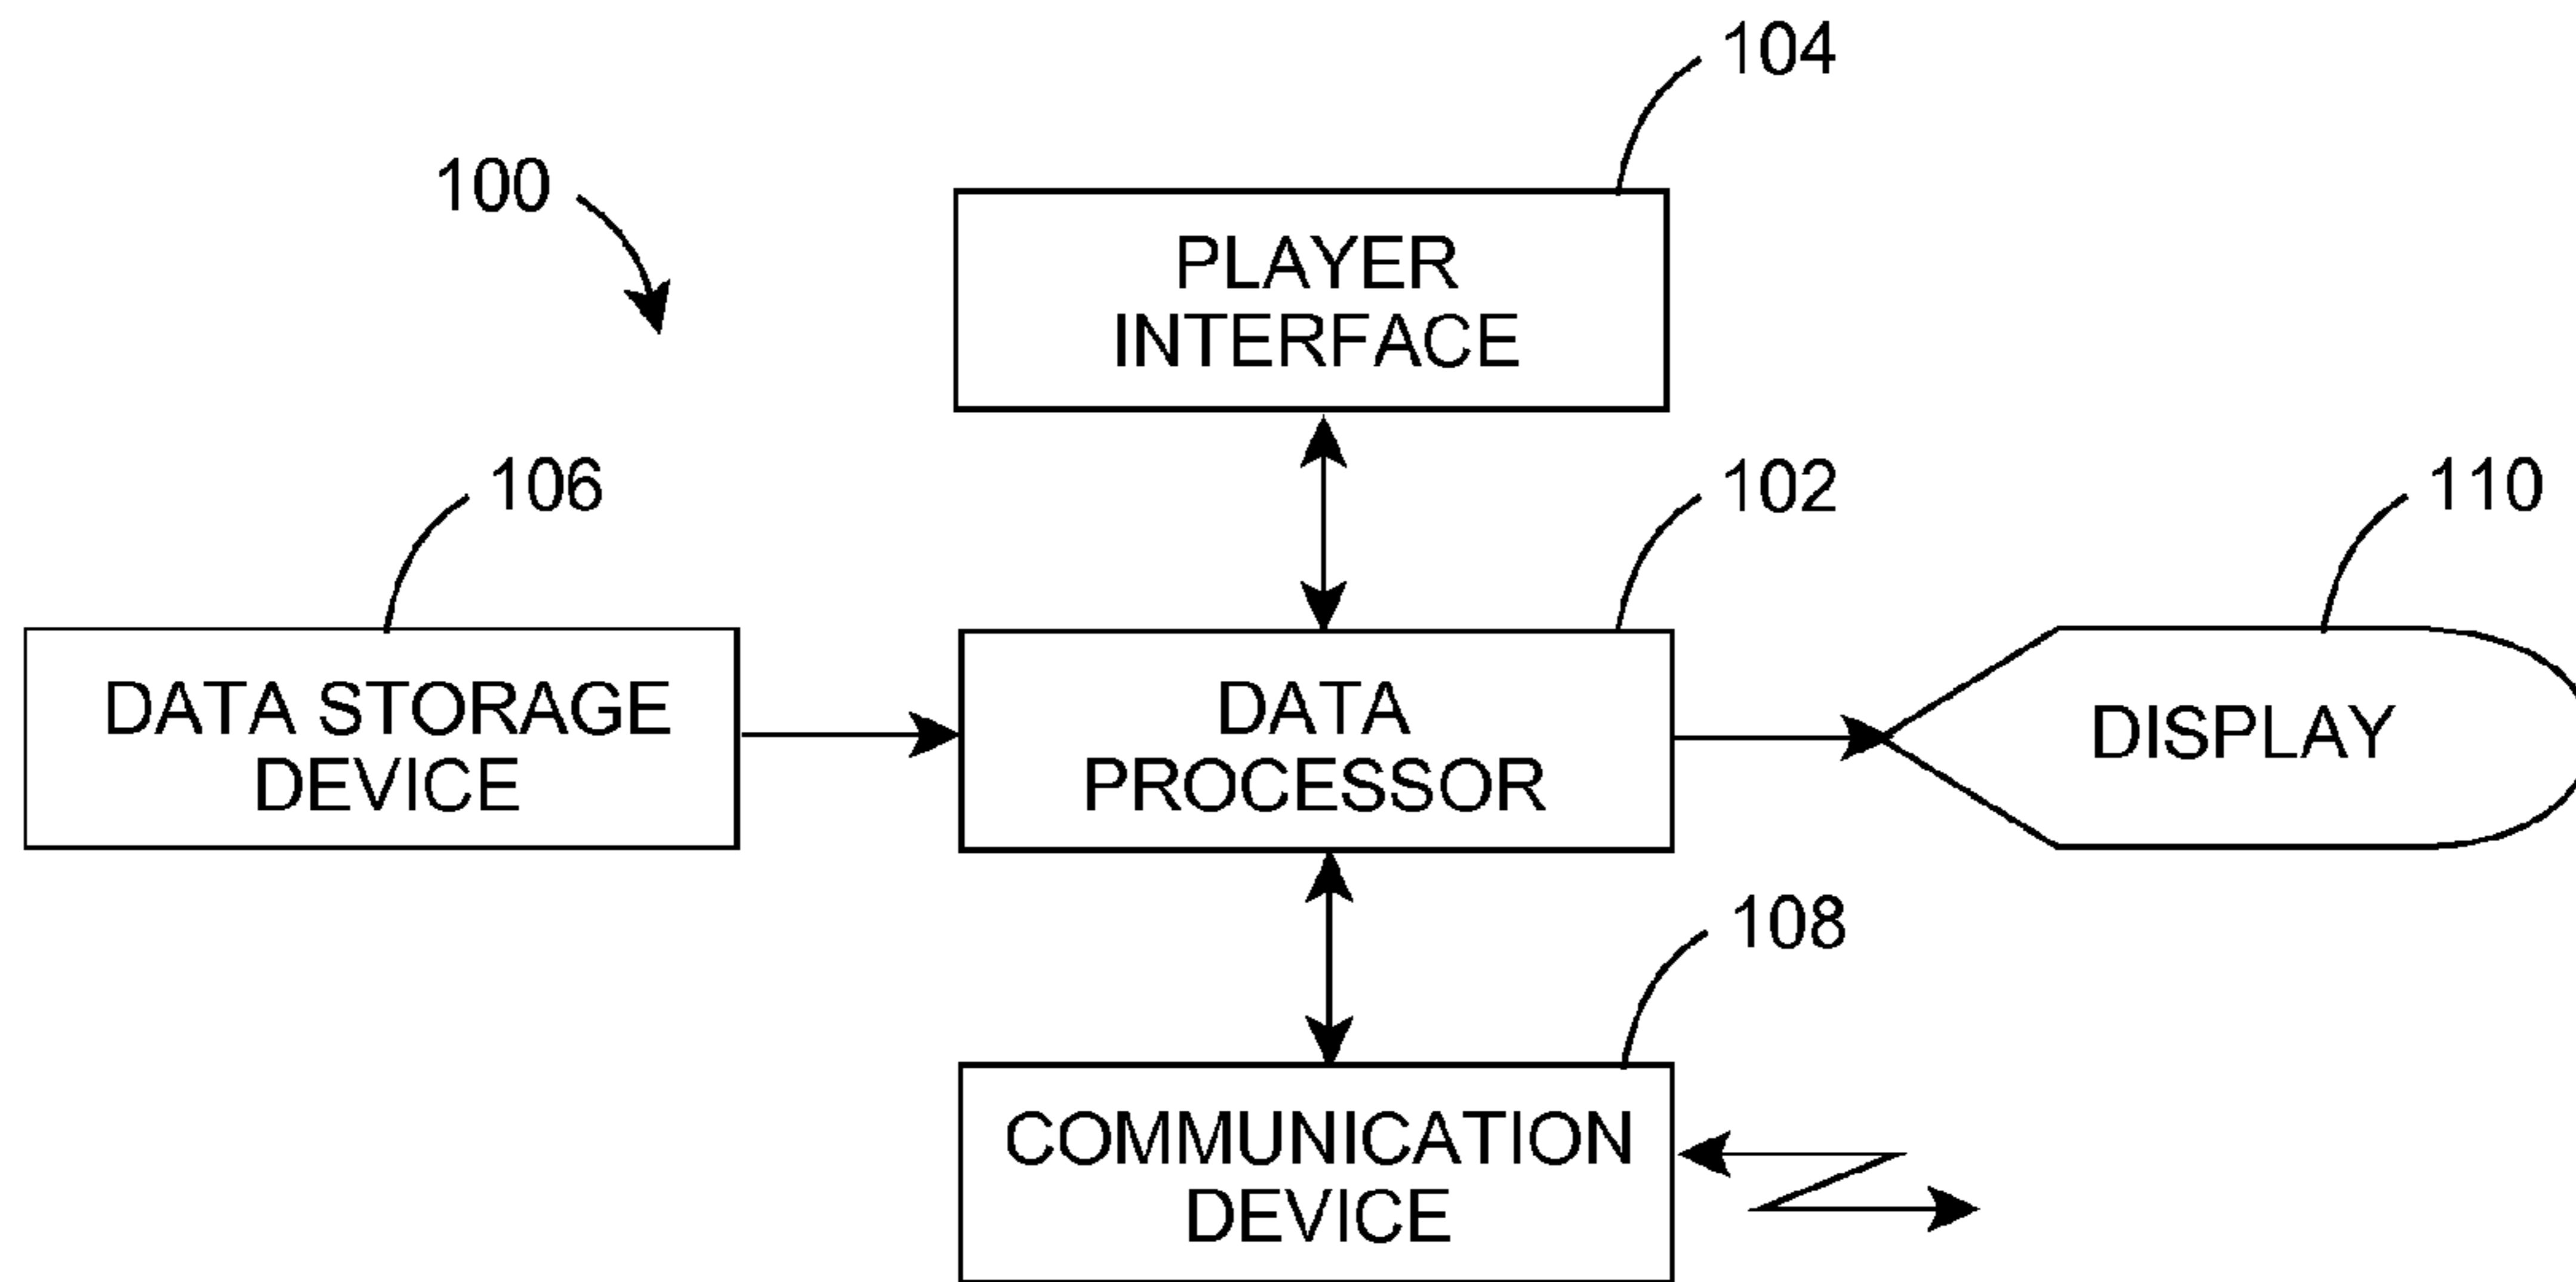 104
100
PLAYER
INTERFACE
106
102
110
DATA STORAGE
DEVICE
DATA
PROCESSOR
DISPLAY
108
COMMUNICATION
DEVICE